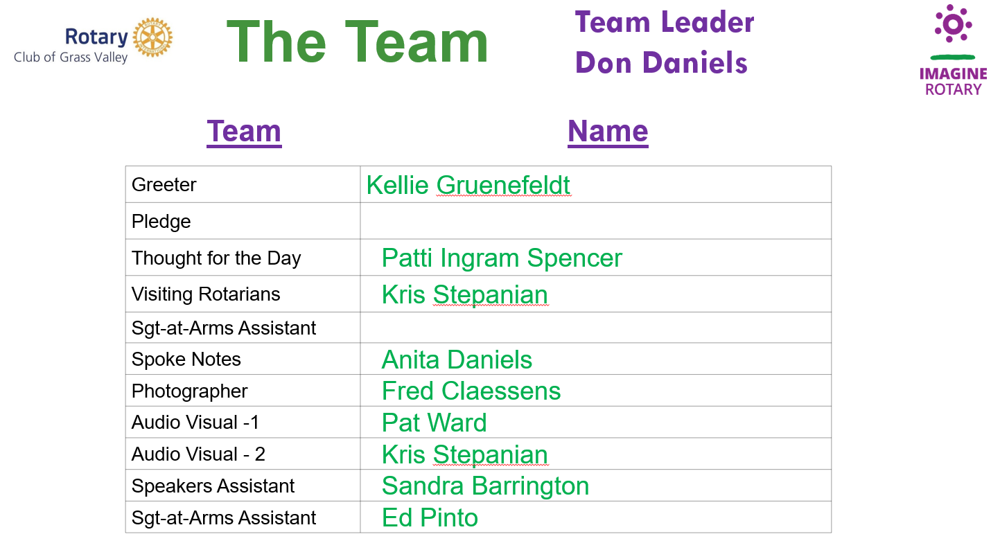 Rotary
Club of Grass Valley
The Team
Team Leader
Don Daniels
IMAGINE
ROTARY
Team Name
Greeter Kellie Gruenefeldt
Pledge
Thought for the Day Patti Ingram Spencer
Visiting Rotarians Kris Stepanian
Sgt-at-Arms Assistant
Spoke Notes Anita Daniels
Photographer Fred Claessens
Audio Visual -1 Pat Ward
Audio Visual - 2 Kris Stepanian
Speakers Assistant Sandra Barrington
Sgt-at-Arms Assistant Ed Pinto